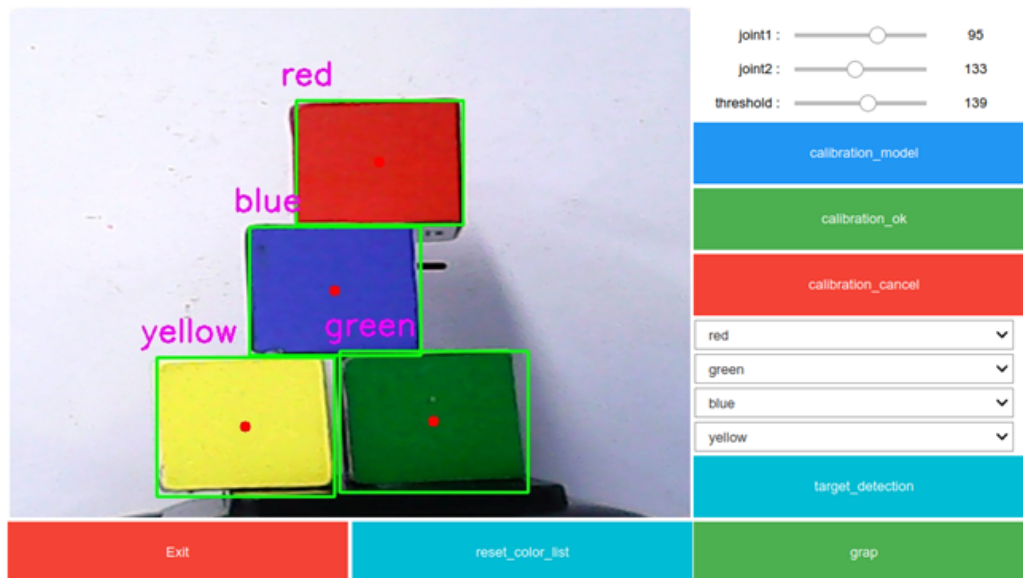 red
blue
yellow
green
joint1 :
95
joint2 :
133
threshold :
139
calibration_model
calibration_ok
calibration_cancel
red
green
blue
yellow
target_detection
Exit
reset_color_list
grap